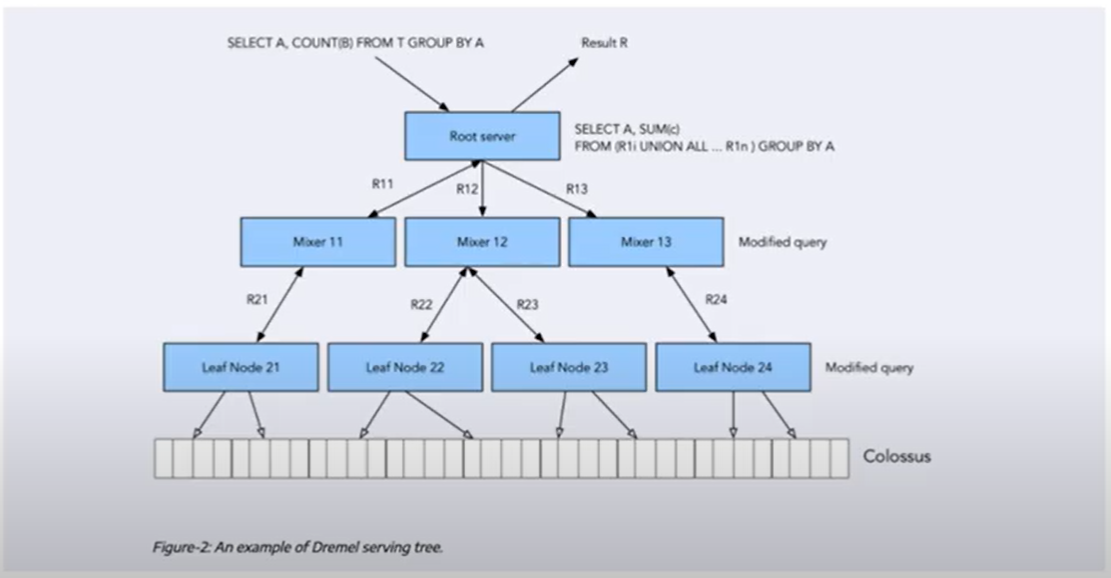 SELECT A, COUNT(B) FROM T GROUP BY A
Result R
Root server
SELECT A, SUM(c)
FROM (R1i UNION ALL ... R1n ) GROUP BY A
R11
R12
R13
Mixer 11
Mixer 12
Mixer 13
Modified query
R21
R22
R23
R24
Leaf Node 21
Leaf Node 22
Leaf Node 23
Leaf Node 24
Modified query
Colossus
Figure-2: An example of Dremel serving tree.